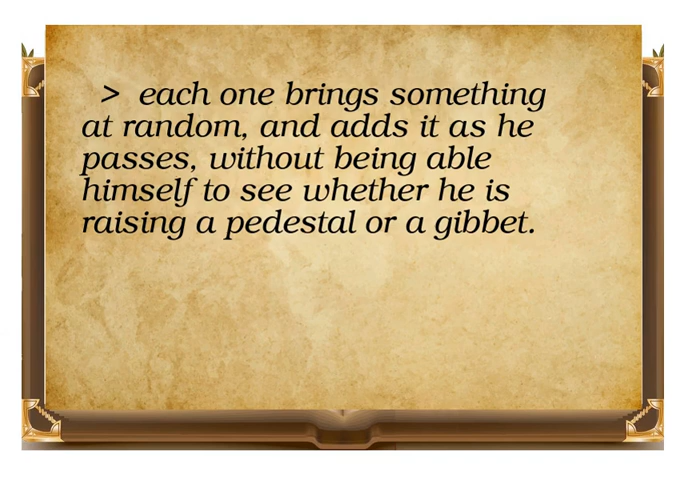 > each one brings something
at random, and adds it as he
passes, without being able
himself to see whether he is
raising a pedestal or a gibbet.